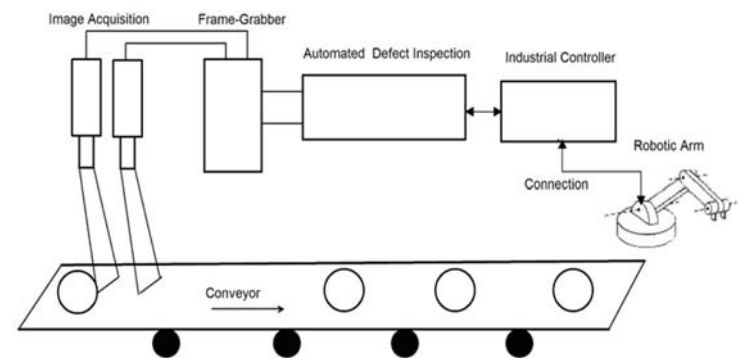 Image Acquisition
Frame-Grabber
Automated Defect Inspection
Industrial Controller
Robotic Arm
Connection
Conveyor